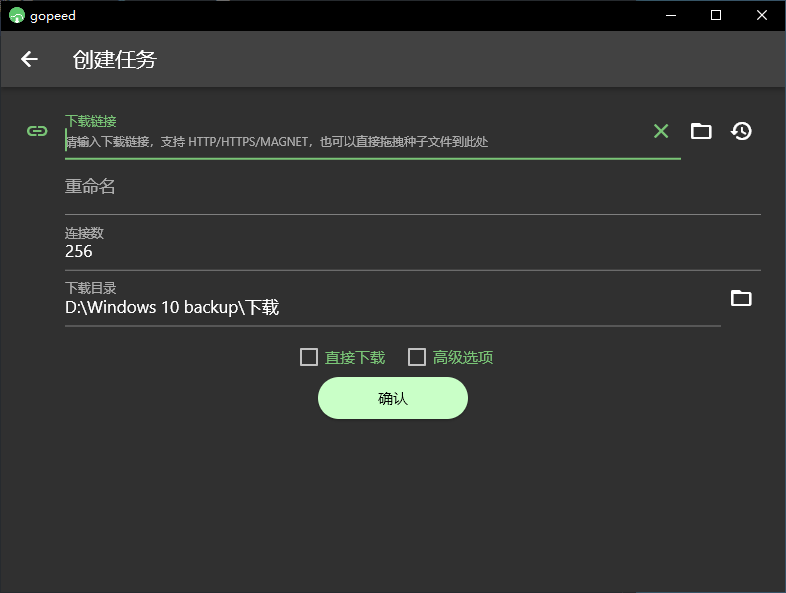 gopeed
创建任务
下载链接
请输入下载链接，支持 HTTP/HTTPS/MAGNET，也可以直接拖拽种子文件到此处
重命名
连接数
256
下载目录
D:\Windows 10 backup\下载
直接下载 高级选项
确认